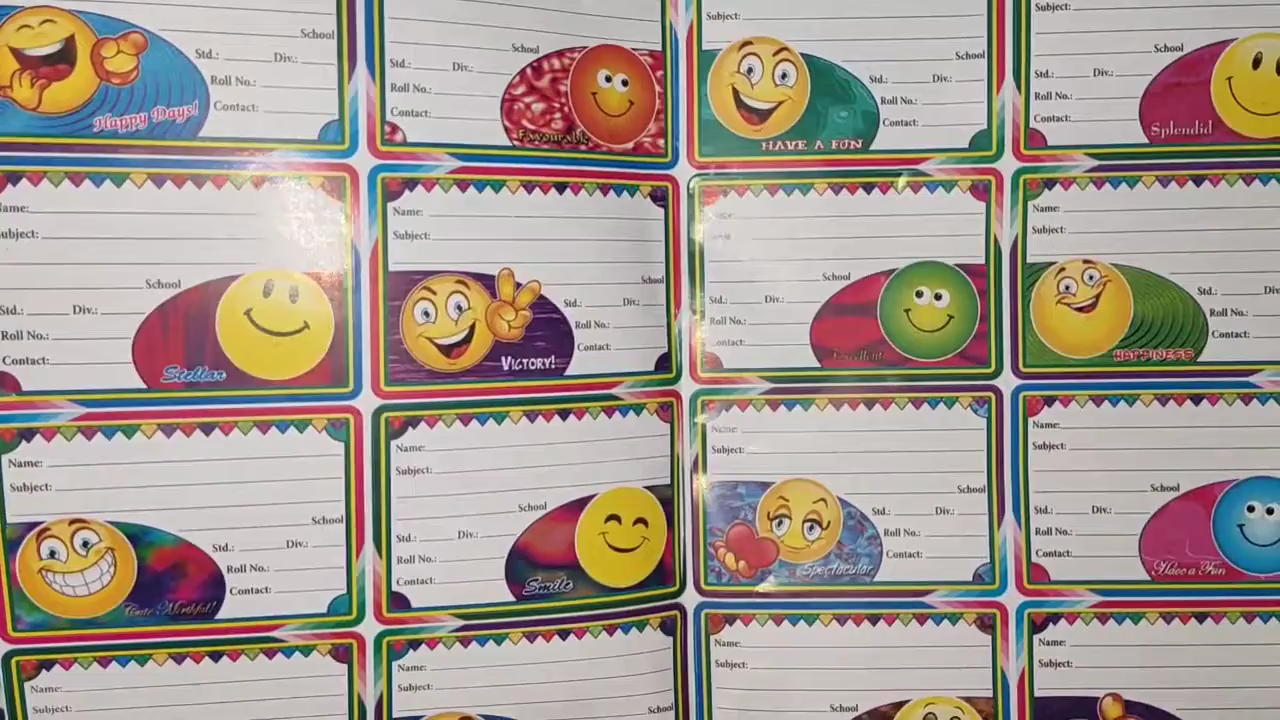 School
Std.: Div.:
Roll No.:
Contact:
Happy Days!
School
Std.: Div.:
Roll No.:
Contact:
Favourable
Subject:
School
Std.: Div.:
Roll No.:
Contact:
HAVE A FUN
Subject:
School
Std.: Div.:
Roll No.:
Contact:
Splendid
Name:
Subject:
School
Std.: Div.:
Roll No.:
Contact:
Stellar
Name:
Subject:
School
Std.: Div.:
Roll No.:
Contact:
VICTORY!
School
Std.: Div.:
Roll No.:
Contact:
Excellent
Name:
Subject:
Std.: Div
Roll No.:
Contact:
HAPPINESS
Name:
Subject:
School
Std.: Div.:
Roll No.:
Contact:
Name:
Subject:
School
Std.: Div.:
Roll No.:
Contact:
Smile
Name:
Subject:
School
Std.: Div.:
Roll No.:
Contact:
Spectacular
Name:
Subject:
School
Std.: Div.:
Roll No.:
Contact:
Have a Fun
Name:
Subject:
Name:
Subject:
School
Name:
Subject:
School
Name:
Subject: